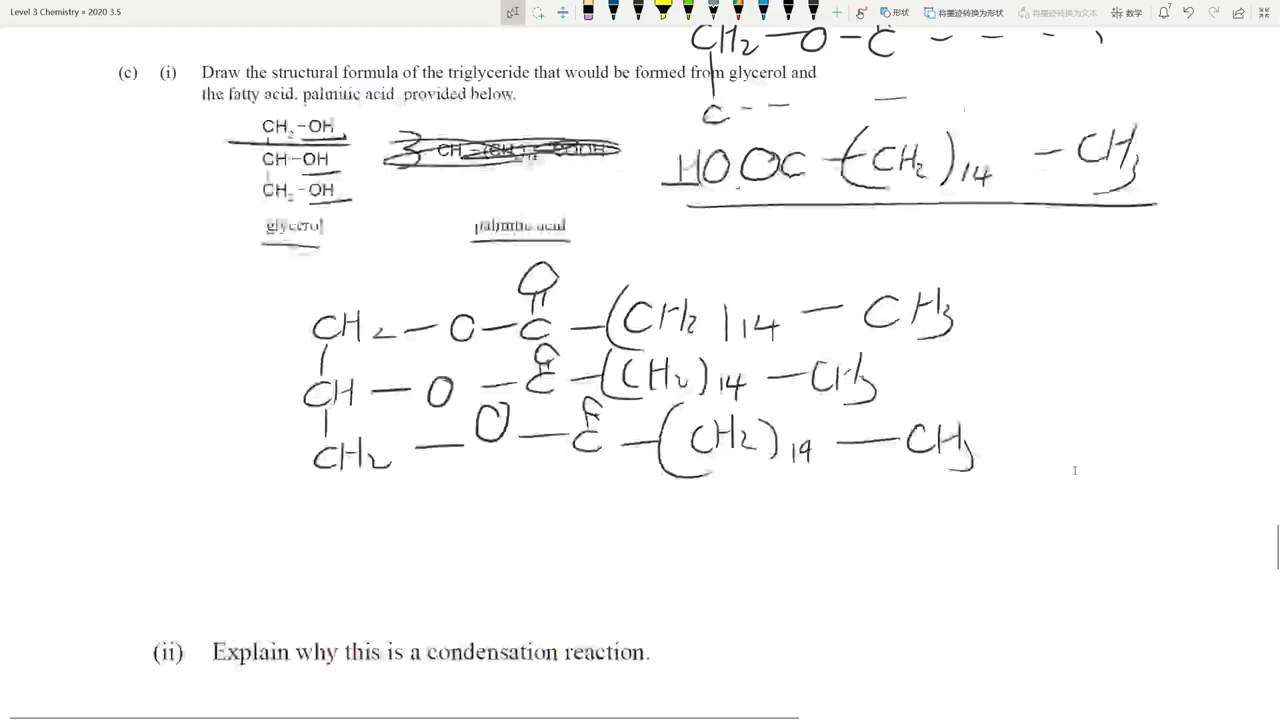 Level 3 Chemistry = 2020 3.5
形状 将墨迹转换为形状 将墨迹转换为文本 数学
CH2 — O — C
C
(c) (i) Draw the structural formula of the triglyceride that would be formed from glycerol and
the fatty acid, palmitic acid provided below.
CH2 – OH
CH – OH
CH2 – OH
HOOC – (CH2)14 – CH3
glycerol palmitic acid
O
CH2 – O – C – (CH2)14 – CH3
O
CH – O – C – (CH2)14 – CH3
O
CH2 – O – C – (CH2)14 – CH3
(ii) Explain why this is a condensation reaction.